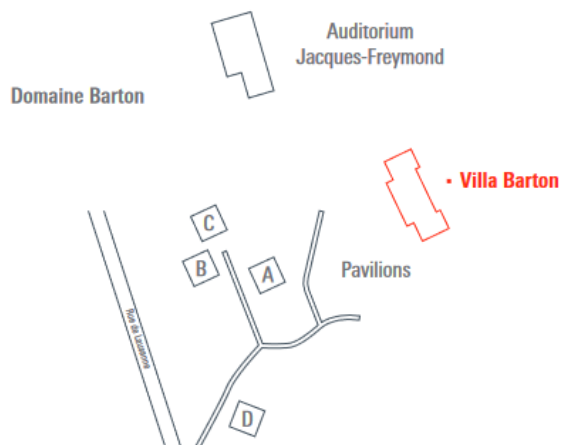 Auditorium
Jacques-Freymond
Domaine Barton
Villa Barton
C
B
A
Pavilions
Rue de Lausanne
D